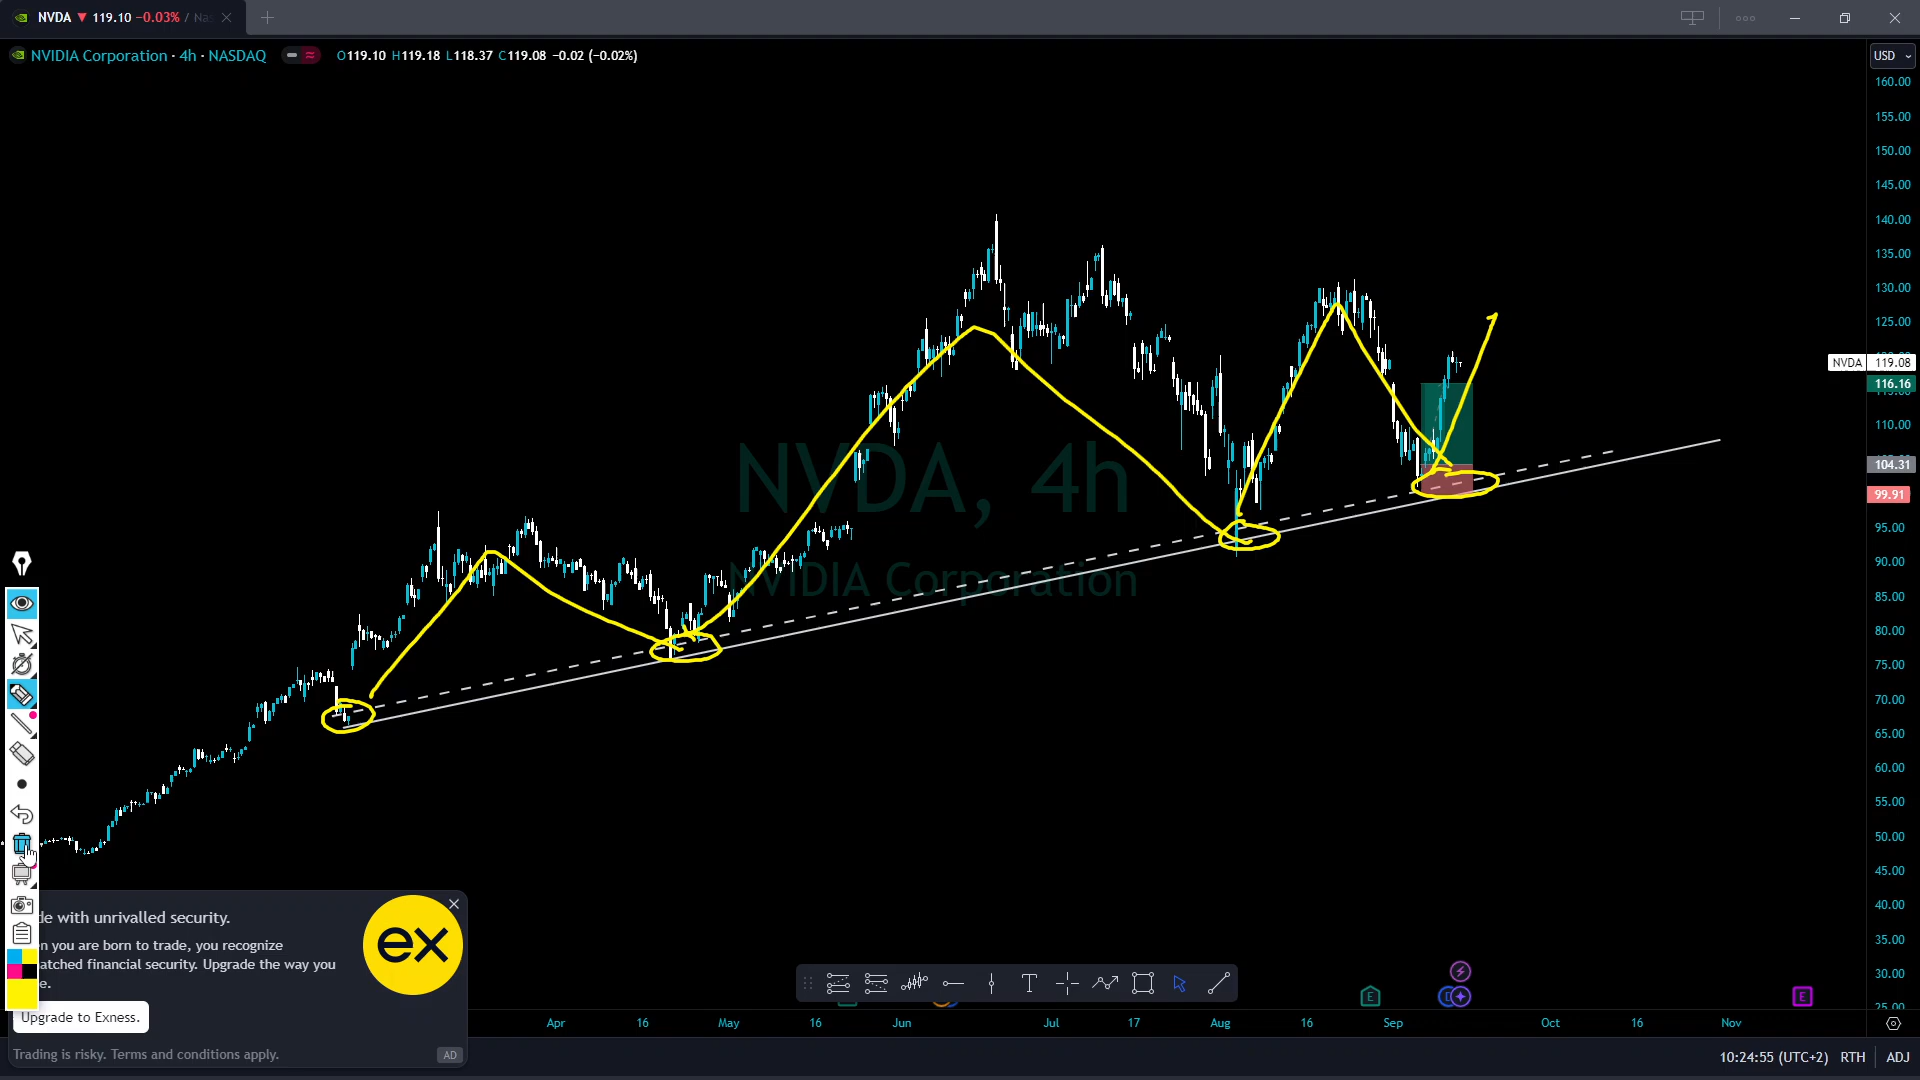 NVDA ▼ 119.10 −0.03% / Na
NVIDIA Corporation · 4h · NASDAQ
O119.10 H119.18 L118.37 C119.08 −0.02 (−0.02%)
USD
160.00
155.00
150.00
145.00
140.00
135.00
130.00
125.00
NVDA 119.08
116.16
110.00
104.31
99.91
95.00
90.00
85.00
80.00
75.00
70.00
65.00
60.00
55.00
50.00
45.00
40.00
35.00
30.00
25.00
NVDA, 4h
NVIDIA Corporation
de with unrivalled security.
en you are born to trade, you recognize
atched financial security. Upgrade the way you
e.
ex
Upgrade to Exness.
Trading is risky. Terms and conditions apply.
AD
T
E
E
Apr 16 May 16 Jun Jul 17 Aug 16 Sep Oct 16 Nov
10:24:55 (UTC+2) RTH ADJ